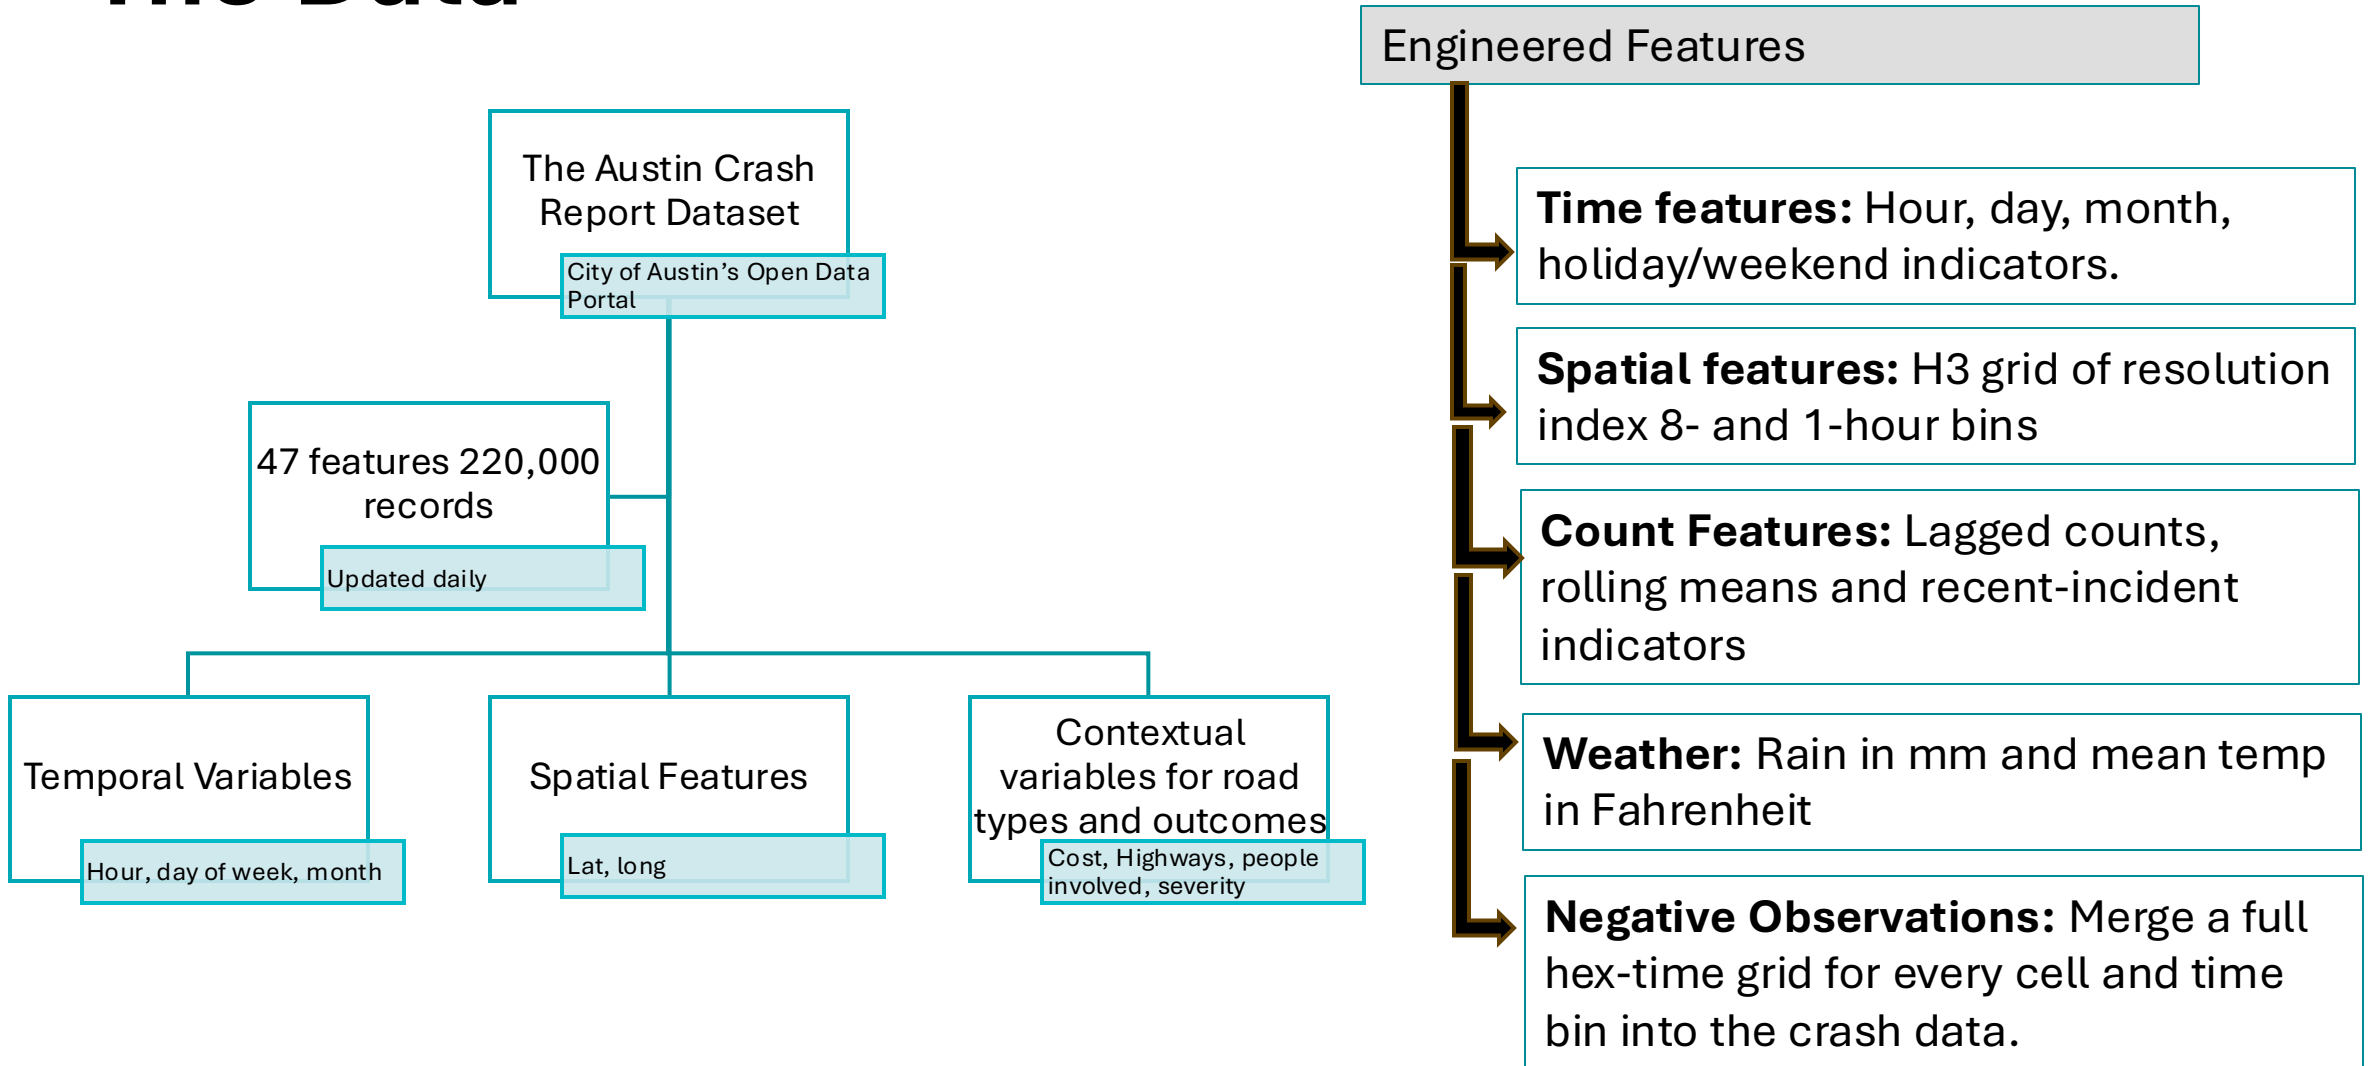 The Data
The Austin Crash
Report Dataset
City of Austin's Open Data
Portal
47 features 220,000
records
Updated daily
Temporal Variables
Hour, day of week, month
Spatial Features
Lat, long
Contextual
variables for road
types and outcomes
Cost, Highways, people
involved, severity
Engineered Features
Time features: Hour, day, month,
holiday/weekend indicators.
Spatial features: H3 grid of resolution
index 8- and 1-hour bins
Count Features: Lagged counts,
rolling means and recent-incident
indicators
Weather: Rain in mm and mean temp
in Fahrenheit
Negative Observations: Merge a full
hex-time grid for every cell and time
bin into the crash data.